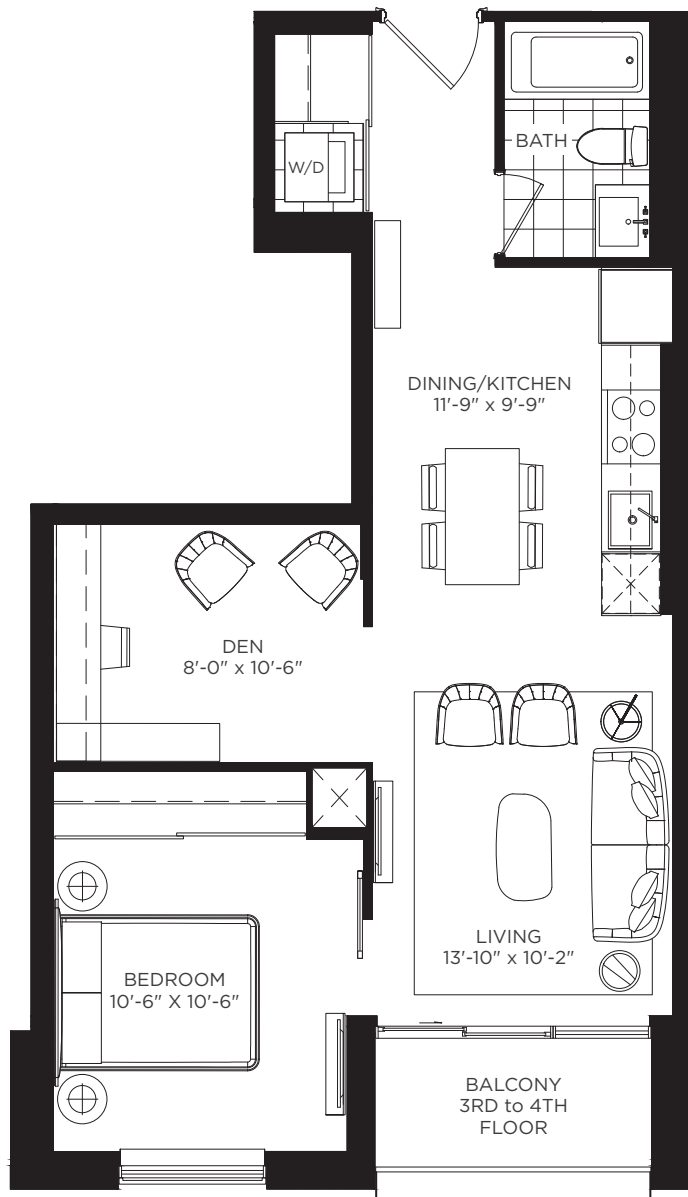 W/D
BATH
DINING/KITCHEN
11'-9" x 9'-9"
DEN
8'-0" x 10'-6"
LIVING
13'-10" x 10'-2"
BEDROOM
10'-6" X 10'-6"
BALCONY
3RD to 4TH
FLOOR